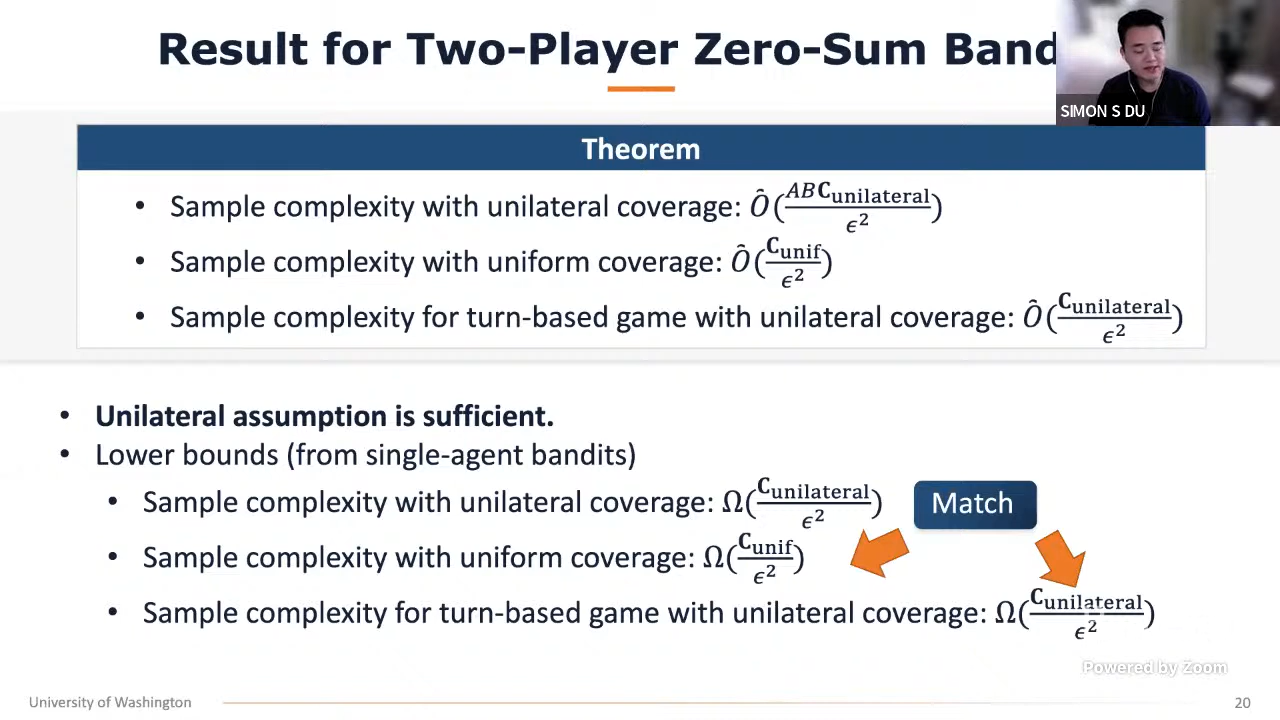 Result for Two-Player Zero-Sum Band
SIMON S DU
Theorem
• Sample complexity with unilateral coverage: Õ(ABC_unilateral/ϵ²)
• Sample complexity with uniform coverage: Õ(C_unif/ϵ²)
• Sample complexity for turn-based game with unilateral coverage: Õ(C_unilateral/ϵ²)
• Unilateral assumption is sufficient.
• Lower bounds (from single-agent bandits)
• Sample complexity with unilateral coverage: Ω(C_unilateral/ϵ²)
Match
• Sample complexity with uniform coverage: Ω(C_unif/ϵ²)
• Sample complexity for turn-based game with unilateral coverage: Ω(C_unilateral/ϵ²)
Powered by Zoom
University of Washington
20